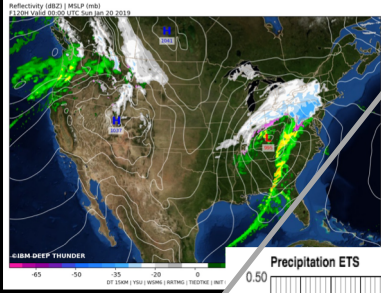 Reflectivity (dBZ) | MSLP (mb)
F120H Valid 00:00 UTC Sun Jan 20 2019
H
H
1037
©IBM DEEP THUNDER
-65 -50 -35 -20 0
DT 15KM | YSU | WSM6 | RRTMG | TIEDTKE | INIT
Precipitation ETS
0.50